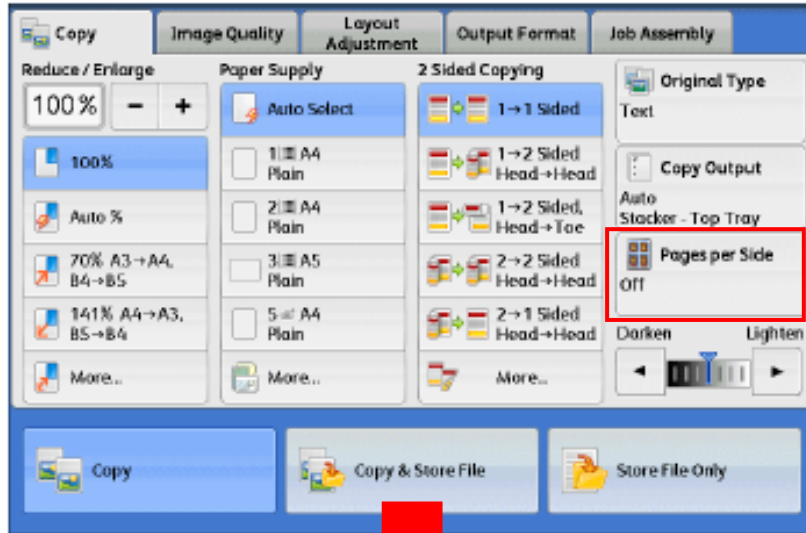 Copy
Image Quality
Layout
Adjustment
Output Format
Job Assembly
Reduce / Enlarge
100%
-
+
100%
Auto %
70% A3→A4,
B4→B5
141% A4→A3,
B5→B4
More...
Paper Supply
Auto Select
1 A4
Plain
2 A4
Plain
3 A5
Plain
5 A4
Plain
More...
2 Sided Copying
1→1 Sided
1→2 Sided
Head→Head
1→2 Sided,
Head→Toe
2→2 Sided
Head→Head
2→1 Sided
Head→Head
More...
Original Type
Text
Copy Output
Auto
Stacker - Top Tray
Pages per Side
Off
Darken Lighten
Copy
Copy & Store File
Store File Only